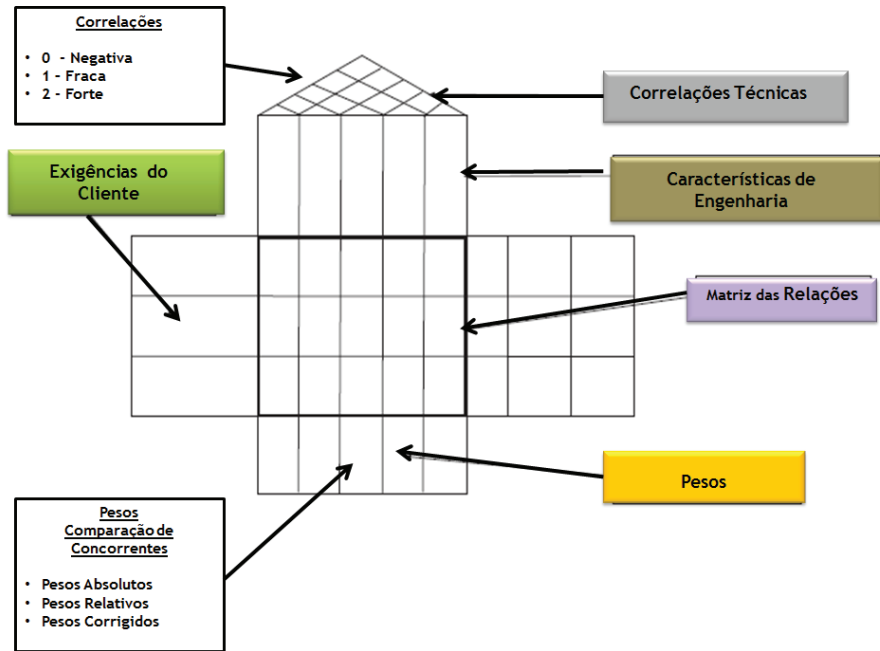 Correlações
• 0 - Negativa
• 1 - Fraca
• 2 - Forte
Correlações Técnicas
Exigências do
Cliente
Características de
Engenharia
Matriz das Relações
Pesos
Pesos
Comparação de
Concorrentes
• Pesos Absolutos
• Pesos Relativos
• Pesos Corrigidos